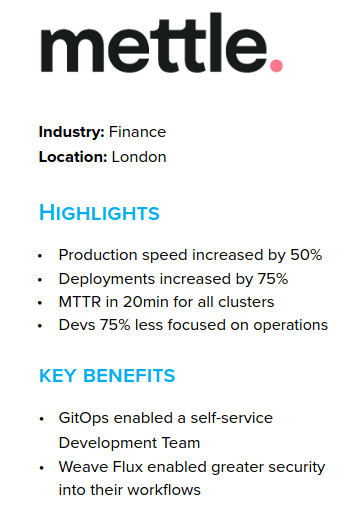 mettle.
Industry: Finance
Location: London
HIGHLIGHTS
• Production speed increased by 50%
• Deployments increased by 75%
• MTTR in 20min for all clusters
• Devs 75% less focused on operations
KEY BENEFITS
• GitOps enabled a self-service
Development Team
• Weave Flux enabled greater security
into their workflows